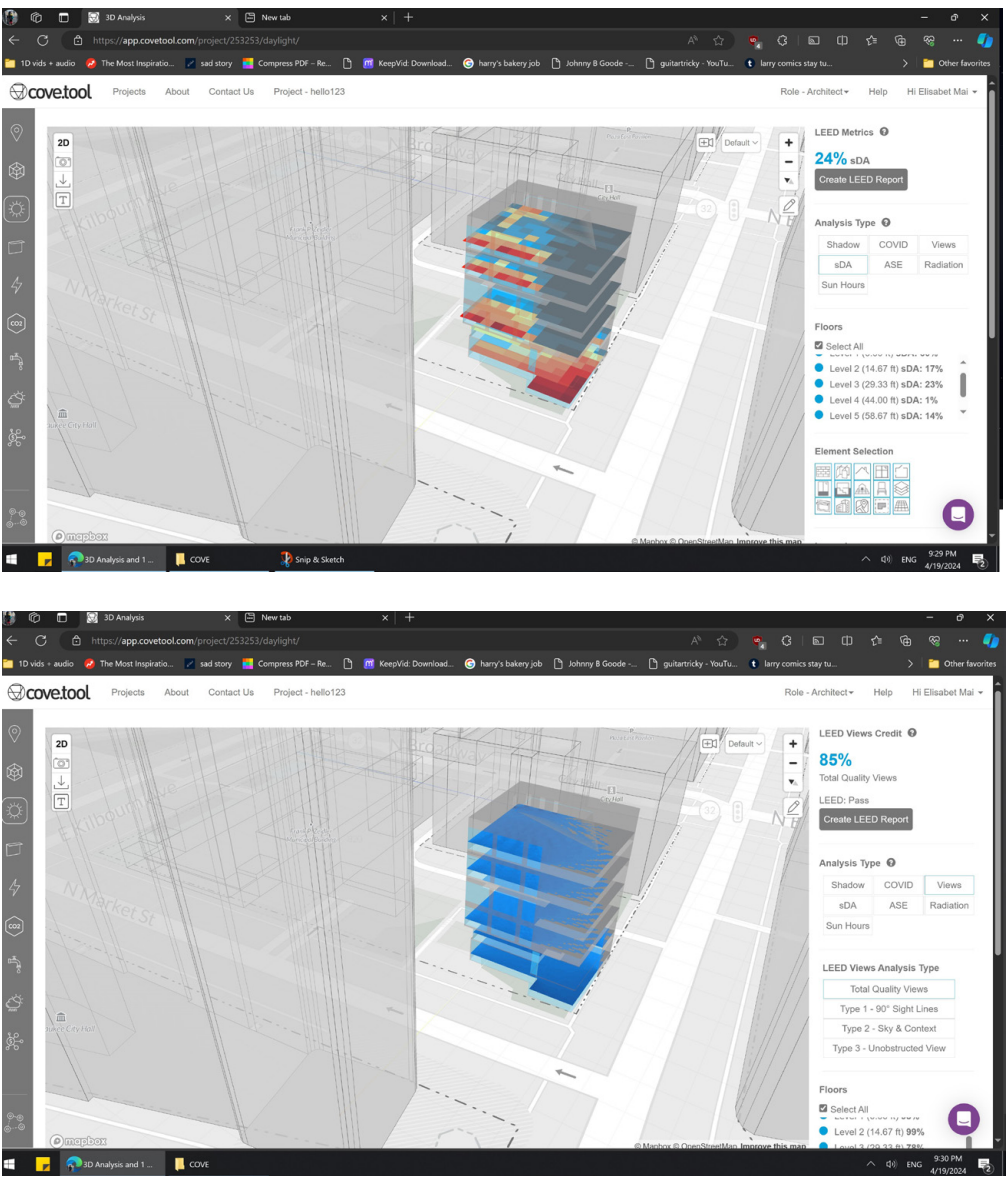 3D Analysis
New tab
https://app.covetool.com/project/253253/daylight/
1D vids + audio
The Most Inspiratio...
sad story
Compress PDF – Re...
KeepVid: Download...
harry's bakery job
Johnny B Goode -...
guitartricky - YouTu...
larry comics stay tu...
Other favorites
cove.tool
Projects
About
Contact Us
Project - hello123
Role - Architect
Help
Hi Elisabet Mai
2D
T
Default
City Hall
32
N Market St
mapbox
© Mapbox © OpenStreetMap Improve this map
LEED Metrics
24% sDA
Create LEED Report
Analysis Type
Shadow COVID Views
sDA ASE Radiation
Sun Hours
Floors
Select All
Level 2 (14.67 ft) sDA: 17%
Level 3 (29.33 ft) sDA: 23%
Level 4 (44.00 ft) sDA: 1%
Level 5 (58.67 ft) sDA: 14%
Element Selection
CO2
3D Analysis and 1 ...
COVE
Snip & Sketch
ENG
9:29 PM
4/19/2024
3D Analysis
New tab
https://app.covetool.com/project/253253/daylight/
1D vids + audio
The Most Inspiratio...
sad story
Compress PDF – Re...
KeepVid: Download...
harry's bakery job
Johnny B Goode -...
guitartricky - YouTu...
larry comics stay tu...
Other favorites
cove.tool
Projects
About
Contact Us
Project - hello123
Role - Architect
Help
Hi Elisabet Mai
2D
T
Default
City Hall
32
N Market St
mapbox
© Mapbox © OpenStreetMap Improve this map
LEED Views Credit
85%
Total Quality Views
LEED: Pass
Create LEED Report
Analysis Type
Shadow COVID Views
sDA ASE Radiation
Sun Hours
LEED Views Analysis Type
Total Quality Views
Type 1 - 90° Sight Lines
Type 2 - Sky & Context
Type 3 - Unobstructed View
Floors
Select All
Level 2 (14.67 ft) 99%
Level 3 (29.33 ft) 78%
CO2
3D Analysis and 1 ...
COVE
ENG
9:30 PM
4/19/2024